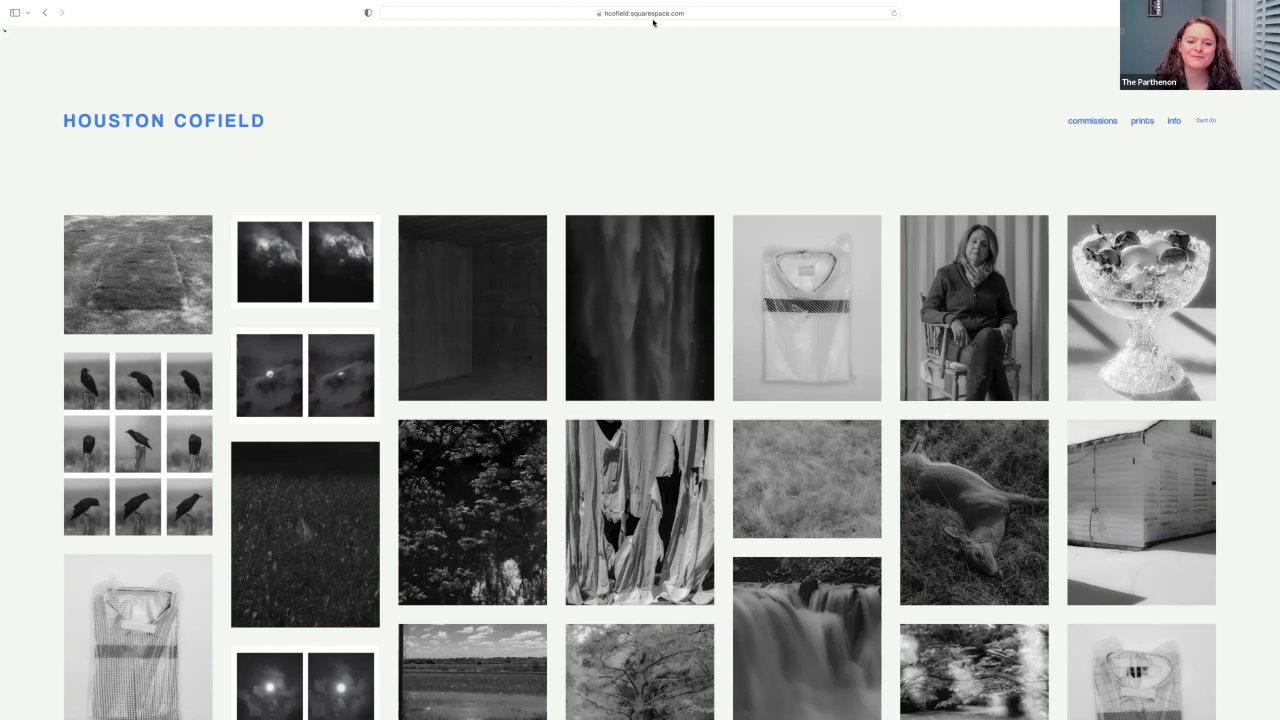 hcofield.squarespace.com
The Parthenon
HOUSTON COFIELD
commissions prints info Cart (0)